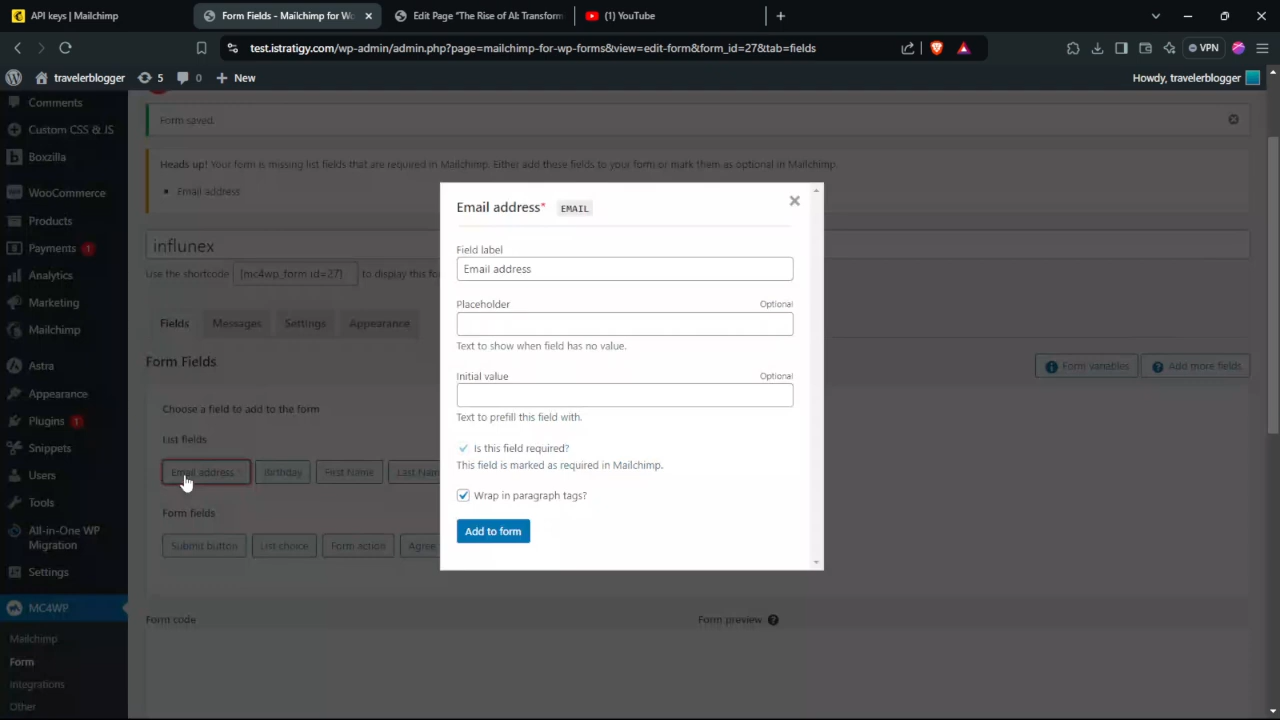 API keys | Mailchimp
Form Fields - Mailchimp for Wo
Edit Page "The Rise of AI: Transform
(1) YouTube
test.istratigy.com/wp-admin/admin.php?page=mailchimp-for-wp-forms&view=edit-form&form_id=27&tab=fields
VPN
travelerblogger
5
0
New
Howdy, travelerblogger
Comments
Custom CSS & JS
Boxzilla
WooCommerce
Products
Payments 1
Analytics
Marketing
Mailchimp
Astra
Appearance
Plugins 1
Snippets
Users
Tools
All-in-One WP
Migration
Settings
MC4WP
Mailchimp
Form
Integrations
Other
Form saved.
Heads up! Your form is missing list fields that are required in Mailchimp. Either add these fields to your form or mark them as optional in Mailchimp.
Email address
influnex
Use the shortcode [mc4wp_form id=27] to display this fo
Fields
Messages
Settings
Appearance
Form Fields
Form variables
Add more fields
Choose a field to add to the form
List fields
Email address
Birthday
First Name
Last Nam
Form fields
Submit button
List choice
Form action
Agree
Form code
Form preview
Email address* EMAIL
Field label
Email address
Placeholder
Optional
Text to show when field has no value.
Initial value
Optional
Text to prefill this field with.
Is this field required?
This field is marked as required in Mailchimp.
Wrap in paragraph tags?
Add to form